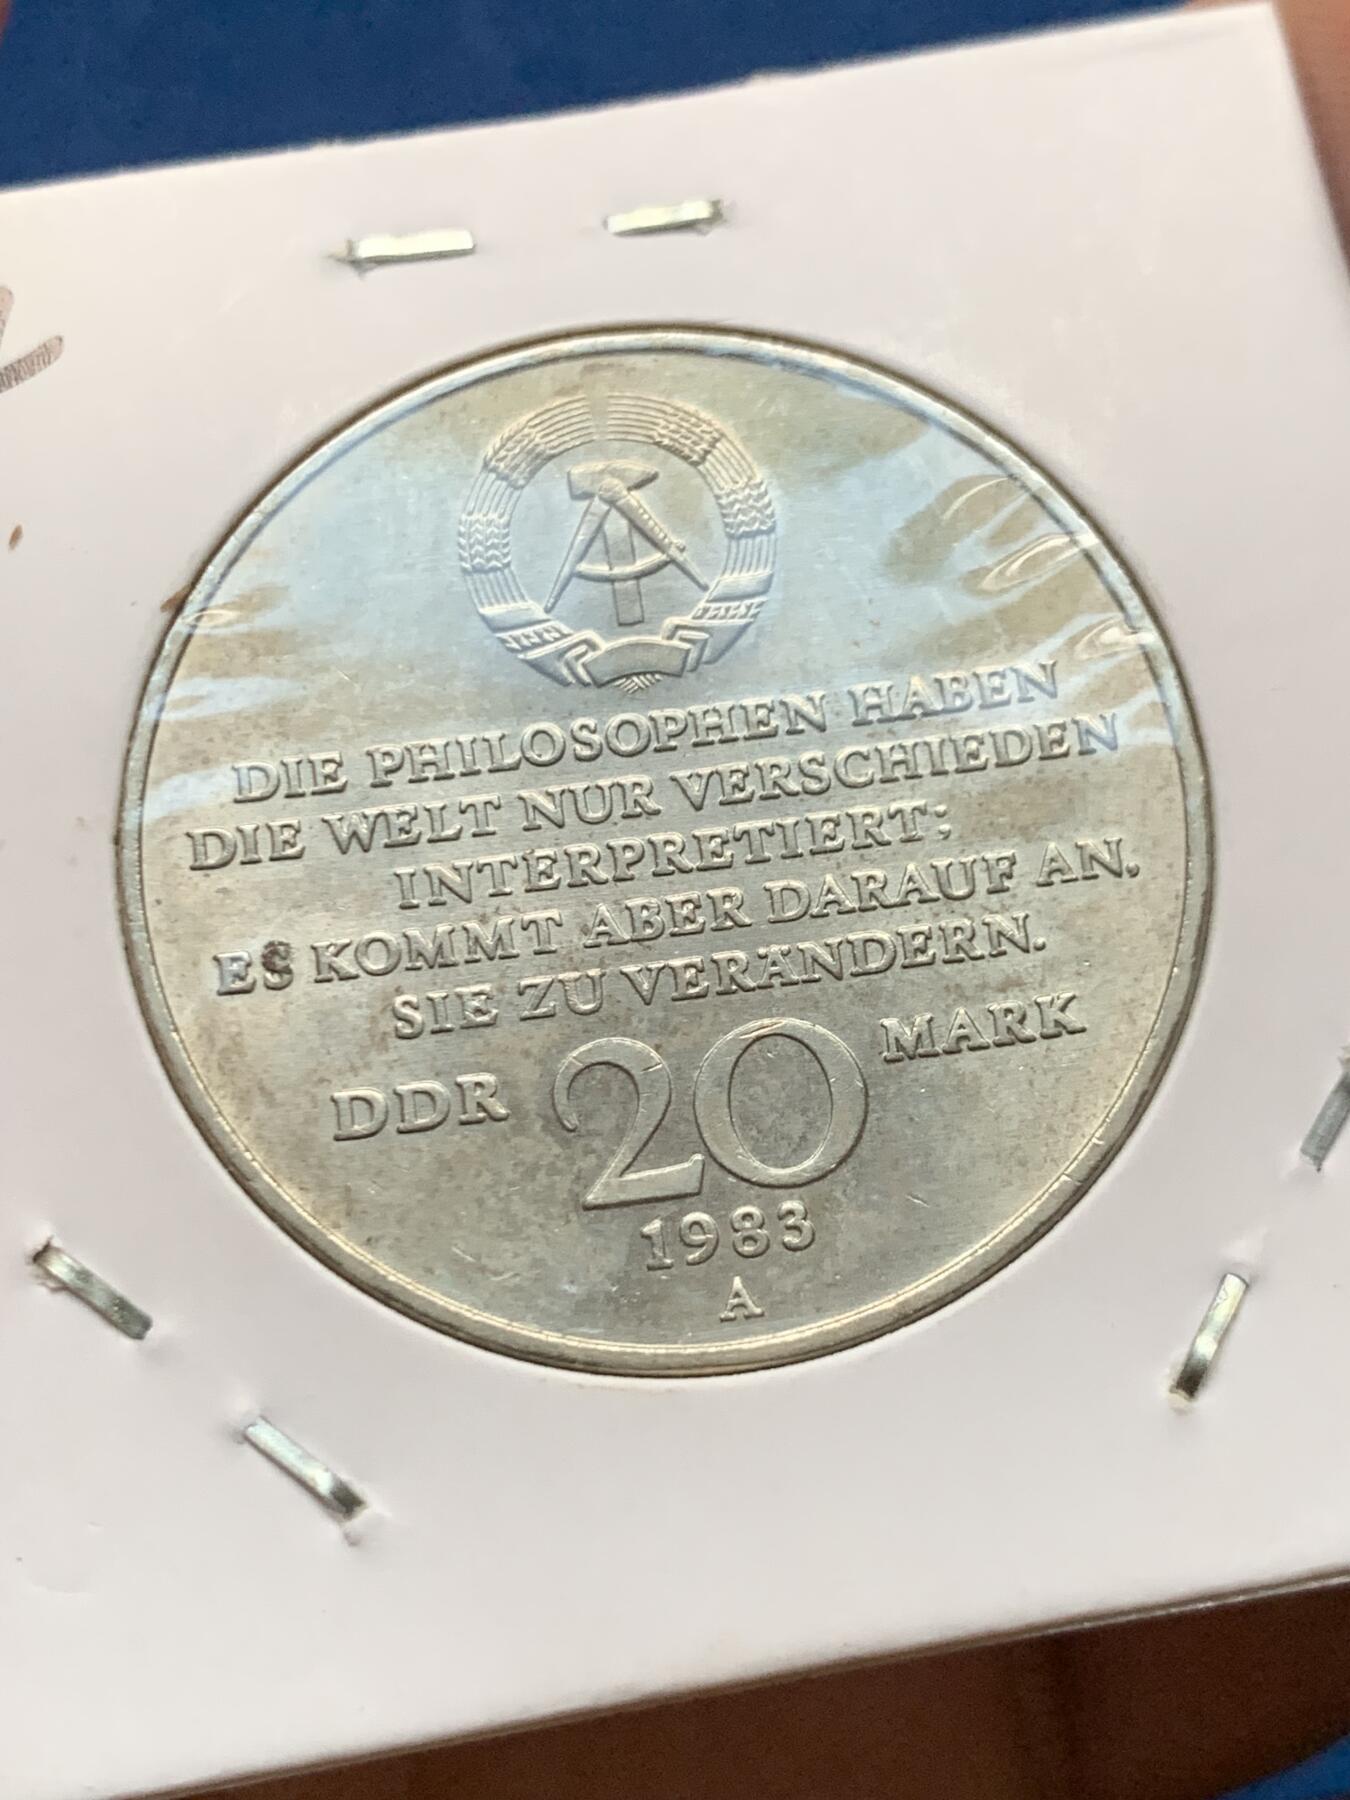 DIE PHILOSOPHEN HABEN
DIE WELT NUR VERSCHIEDEN
INTERPRETIERT;
ES KOMMT ABER DARAUF AN,
SIE ZU VERÄNDERN.
DDR 20 MARK
1983
A